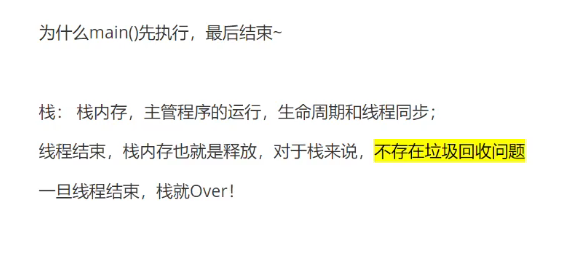 为什么main()先执行，最后结束~
栈： 栈内存，主管程序的运行，生命周期和线程同步；
线程结束，栈内存也就是释放，对于栈来说，不存在垃圾回收问题
一旦线程结束，栈就Over！